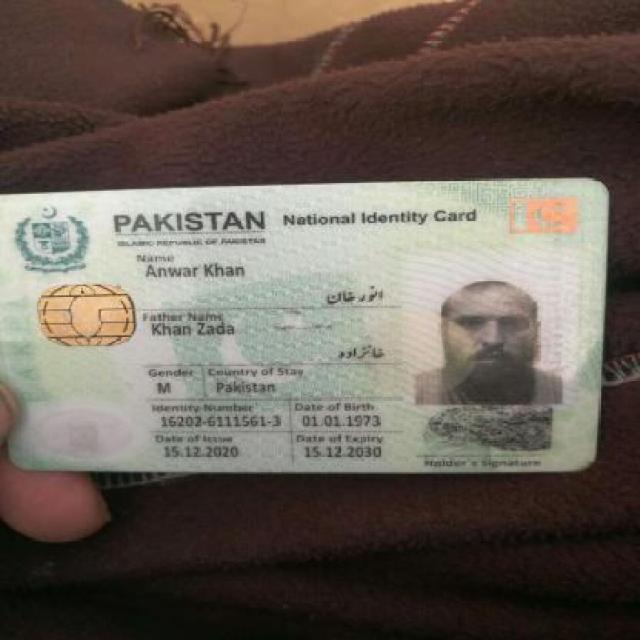 PAKISTAN National Identity Card
ISLAMIC REPUBLIC OF PAKISTAN
Name
Anwar Khan
انور خان
Father Name
Khan Zada
خانزادہ
Gender Country of Stay
M Pakistan
Identity Number Date of Birth
16202-6111561-3 01.01.1973
Date of Issue Date of Expiry
15.12.2020 15.12.2030
Holder's Signature